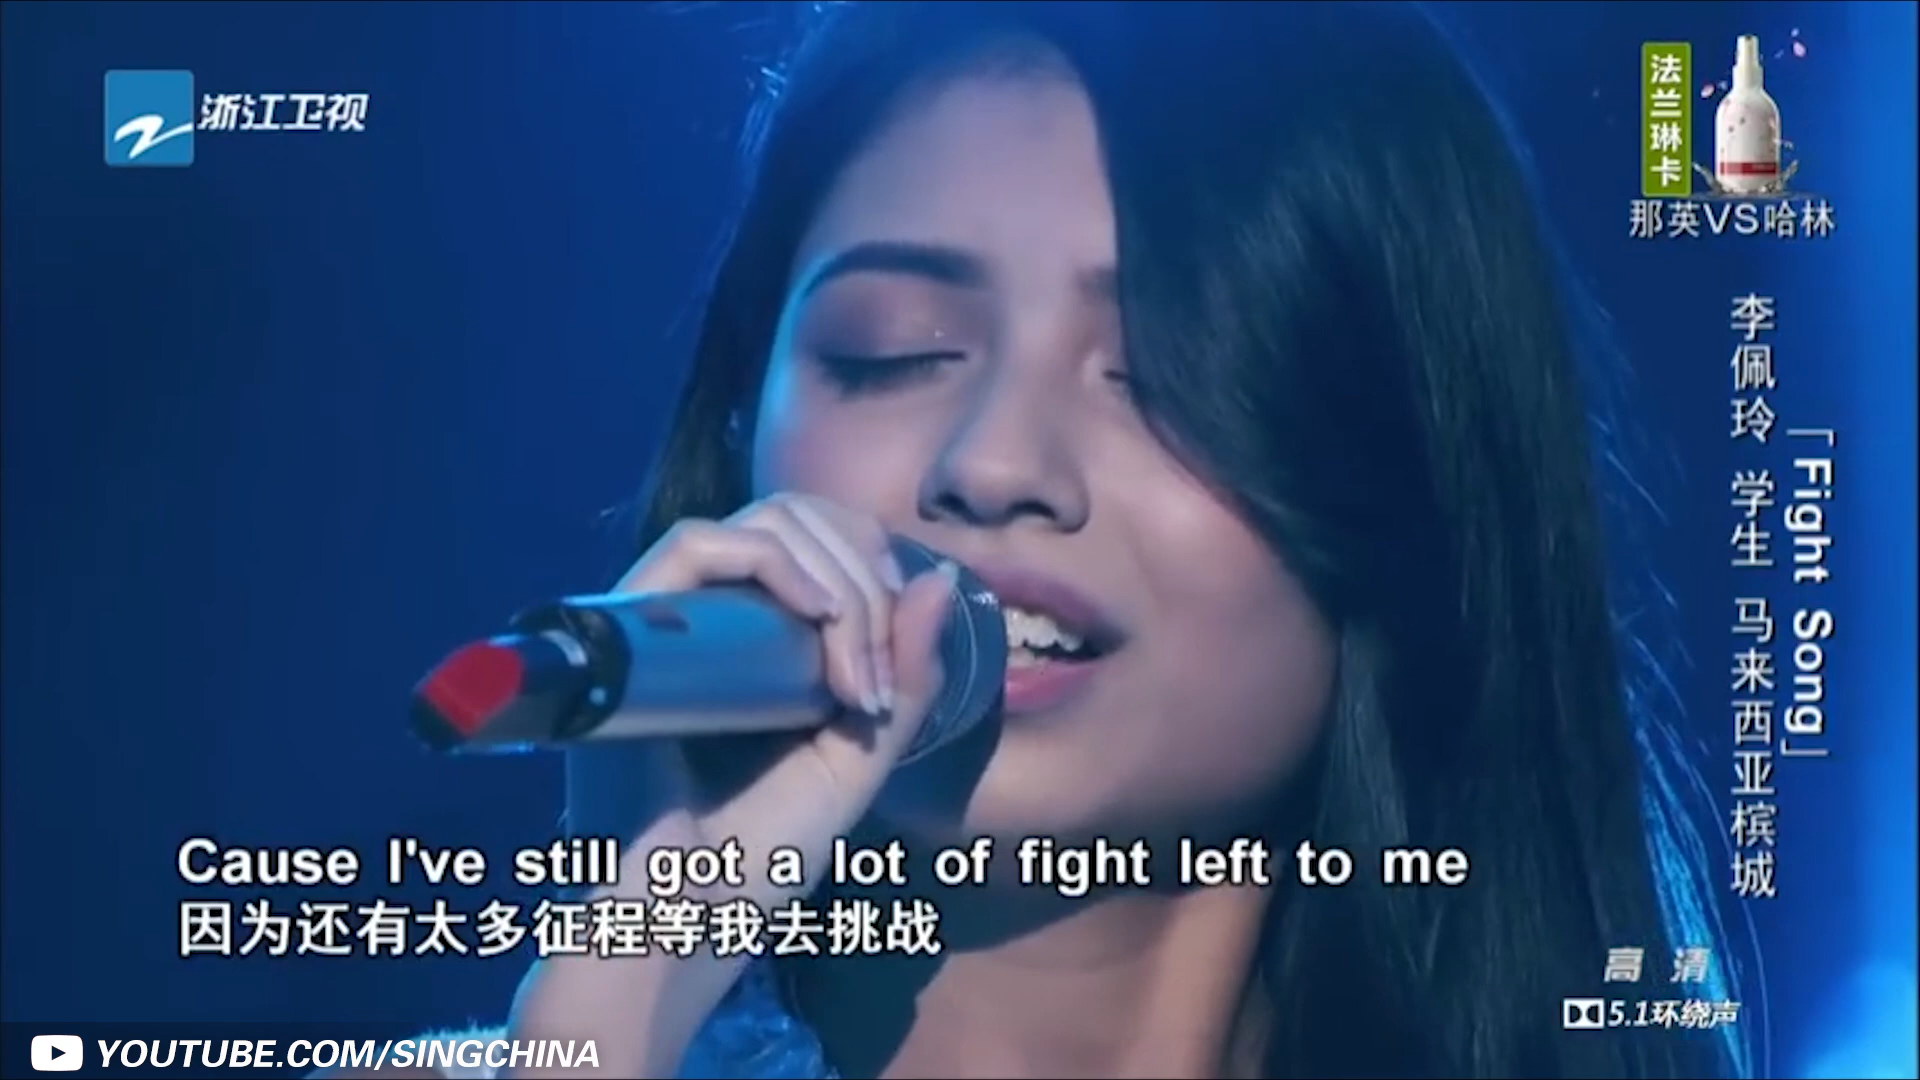 浙江卫视
法兰琳卡
那英VS哈林
「Fight Song」
李佩玲 学生 马来西亚槟城
Cause I've still got a lot of fight left to me
因为还有太多征程等我去挑战
高清
5.1环绕声
YOUTUBE.COM/SINGCHINA